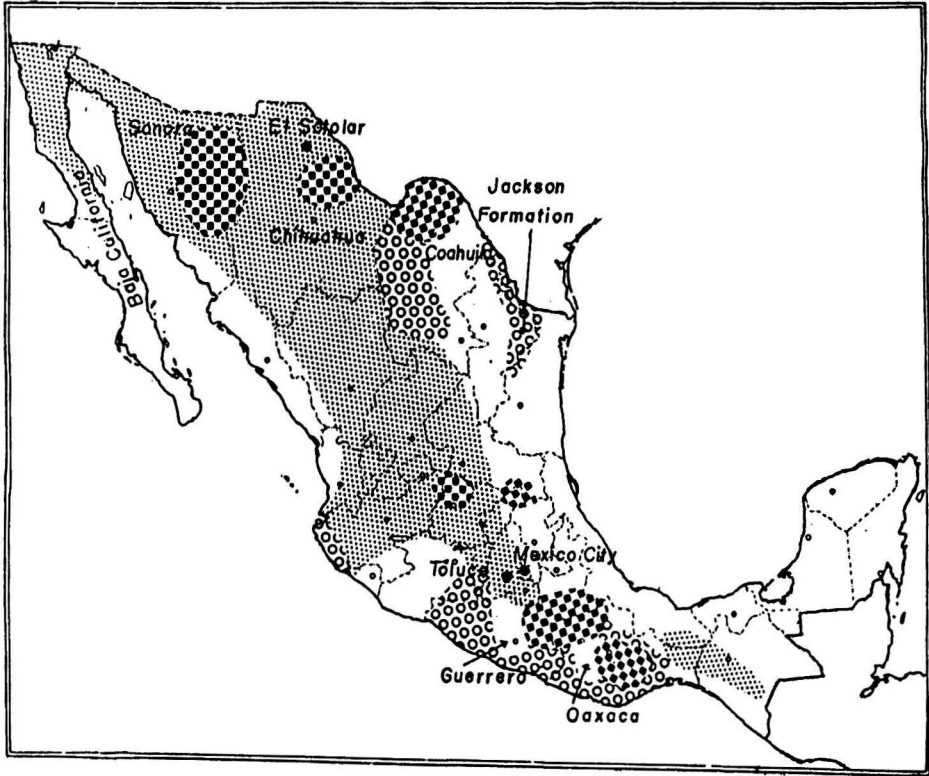 Sonora
El Sotolar
Jackson
Formation
Chihuahua
Coahuila
Baja California
Mexico City
Toluca
Guerrero
Oaxaca